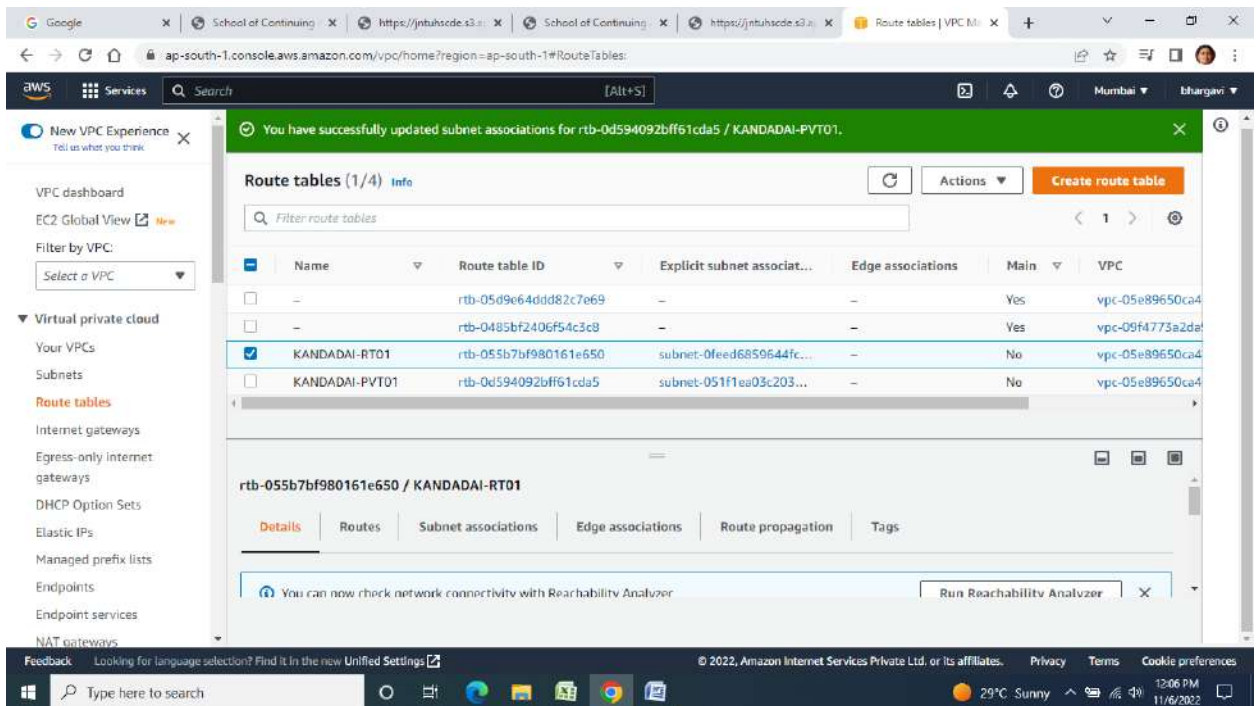 Google
School of Continuing
https://jntuhscde.s3.
School of Continuing
https://jntuhscde.s3.
Route tables | VPC M
ap-south-1.console.aws.amazon.com/vpc/home?region=ap-south-1#RouteTables:
aws
Services
Search
[Alt+S]
Mumbai
bhargavi
New VPC Experience
Tell us what you think
You have successfully updated subnet associations for rtb-0d594092bff61cda5 / KANDADAI-PVT01.
VPC dashboard
EC2 Global View New
Filter by VPC:
Select a VPC
Virtual private cloud
Your VPCs
Subnets
Route tables
Internet gateways
Egress-only internet
gateways
DHCP Option Sets
Elastic IPs
Managed prefix lists
Endpoints
Endpoint services
NAT gateways
Route tables (1/4) Info
Actions
Create route table
Filter route tables
1
Name Route table ID Explicit subnet associat... Edge associations Main VPC
– rtb-05d9e64ddd82c7e69 – – Yes vpc-05e89650ca4
– rtb-0485bf2406f54c3c8 – – Yes vpc-09f4773a2da
KANDADAI-RT01 rtb-055b7bf980161e650 subnet-0feed6859644fc... – No vpc-05e89650ca4
KANDADAI-PVT01 rtb-0d594092bff61cda5 subnet-051f1ea03c203... – No vpc-05e89650ca4
rtb-055b7bf980161e650 / KANDADAI-RT01
Details Routes Subnet associations Edge associations Route propagation Tags
You can now check network connectivity with Reachability Analyzer
Run Reachability Analyzer
Feedback Looking for language selection? Find it in the new Unified Settings
© 2022, Amazon Internet Services Private Ltd. or its affiliates. Privacy Terms Cookie preferences
Type here to search
29°C Sunny
12:06 PM
11/6/2022